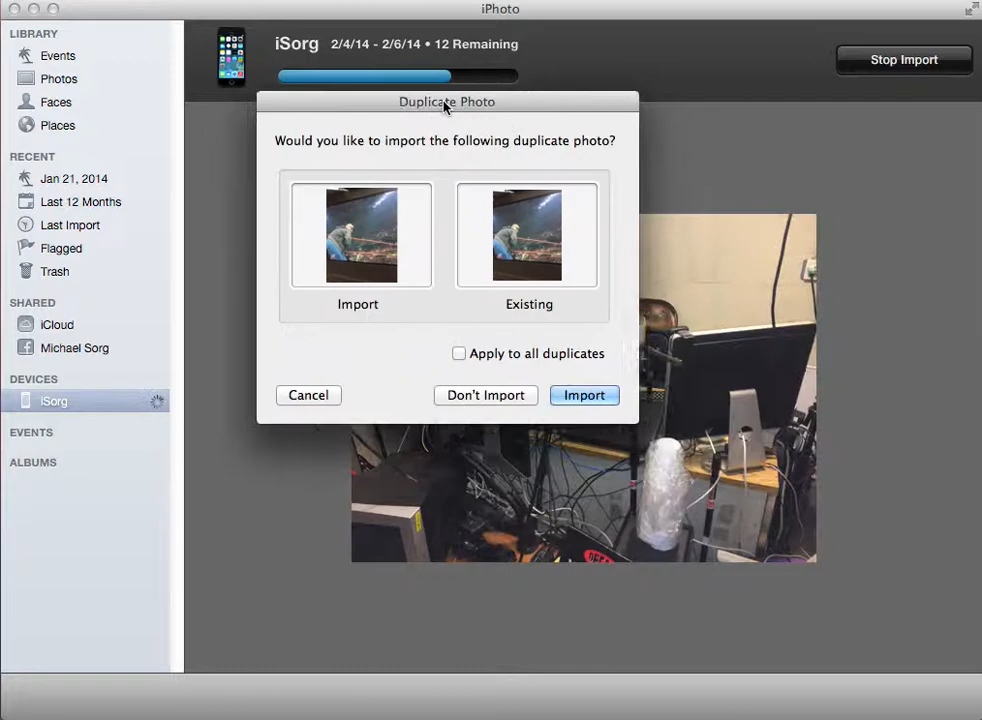 iPhoto
LIBRARY
Events
Photos
Faces
Places
RECENT
Jan 21, 2014
Last 12 Months
Last Import
Flagged
Trash
SHARED
iCloud
Michael Sorg
DEVICES
iSorg
EVENTS
ALBUMS
iSorg 2/4/14 - 2/6/14 • 12 Remaining
Stop Import
Duplicate Photo
Would you like to import the following duplicate photo?
Import
Existing
Apply to all duplicates
Cancel
Don't Import
Import